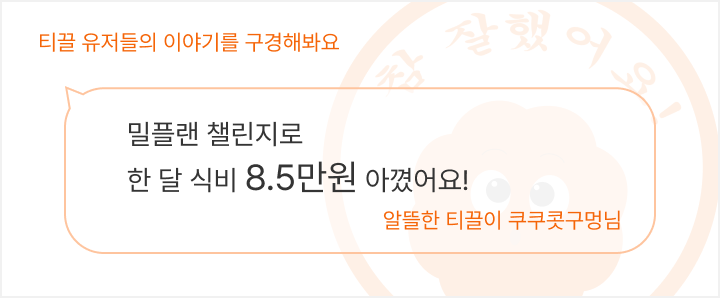 티끌 유저들의 이야기를 구경해봐요
참 잘했어요!
밀플랜 챌린지로
한 달 식비 8.5만원 아꼈어요!
알뜰한 티끌이 쿠쿠콧구멍님